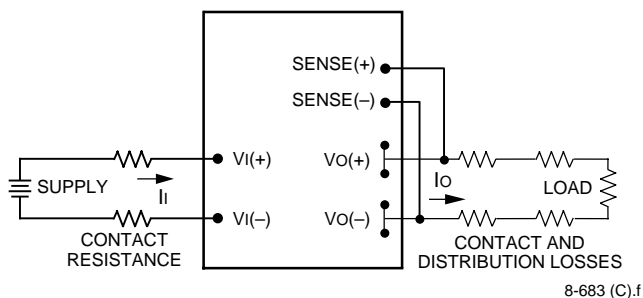 SENSE(+)
SENSE(–)
SUPPLY
II
VI(+)
VO(+)
IO
LOAD
VI(–)
VO(–)
CONTACT
RESISTANCE
CONTACT AND
DISTRIBUTION LOSSES
8-683 (C).f